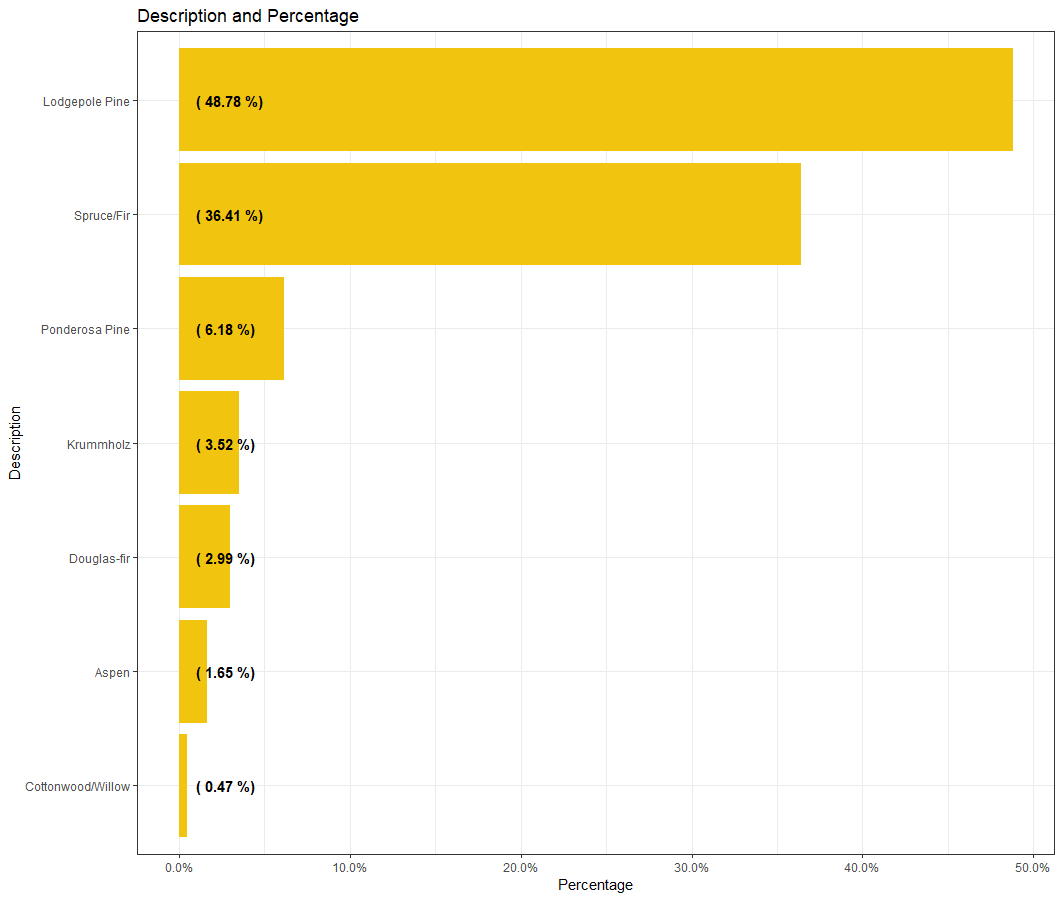 Description and Percentage
Lodgepole Pine
( 48.78 %)
Spruce/Fir
( 36.41 %)
Ponderosa Pine
( 6.18 %)
Krummholz
( 3.52 %)
Douglas-fir
( 2.99 %)
Aspen
( 1.65 %)
Cottonwood/Willow
( 0.47 %)
Description
0.0%
10.0%
20.0%
30.0%
40.0%
50.0%
Percentage